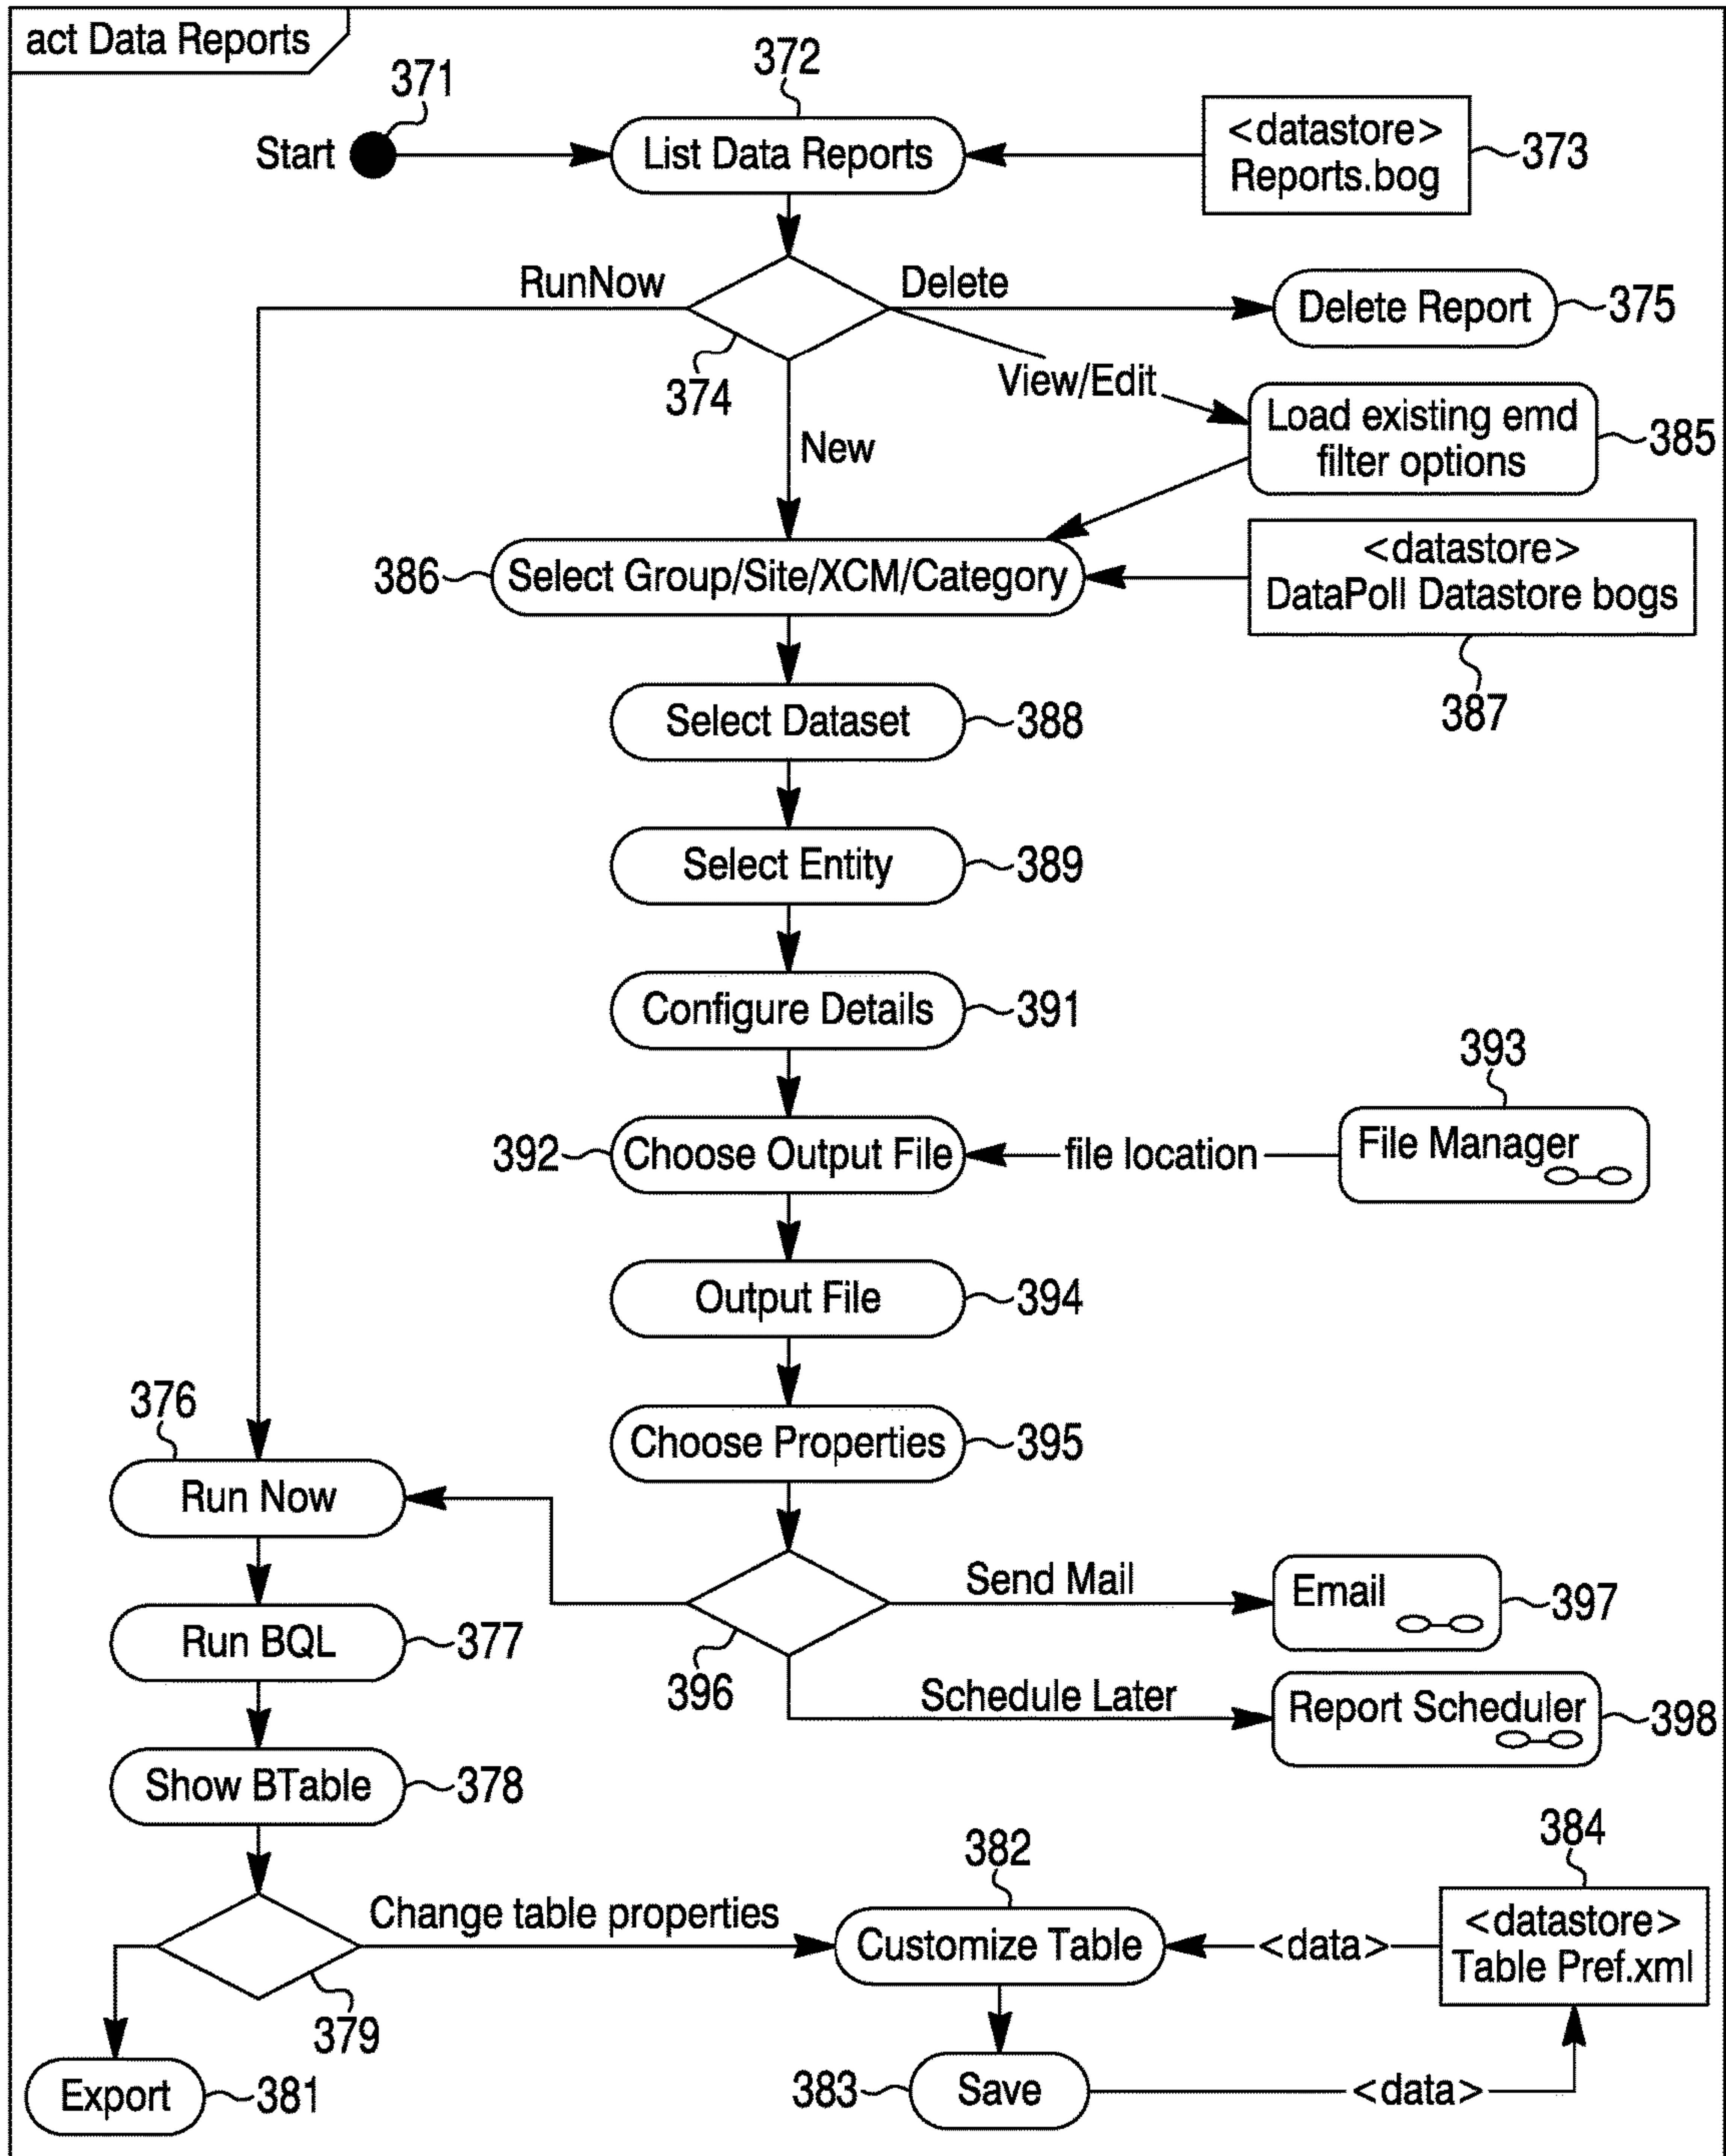 act Data Reports
371
372
Start
List Data Reports
<datastore>
Reports.bog
373
RunNow
Delete
Delete Report
375
374
View/Edit
Load existing emd
filter options
385
New
386
Select Group/Site/XCM/Category
<datastore>
DataPoll Datastore bogs
387
Select Dataset
388
Select Entity
389
Configure Details
391
393
392
Choose Output File
file location
File Manager
Output File
394
376
Choose Properties
395
Run Now
Send Mail
Email
397
Run BQL
377
396
Schedule Later
Report Scheduler
398
Show BTable
378
382
384
Change table properties
Customize Table
<data>
<datastore>
Table Pref.xml
379
Export
381
383
Save
<data>